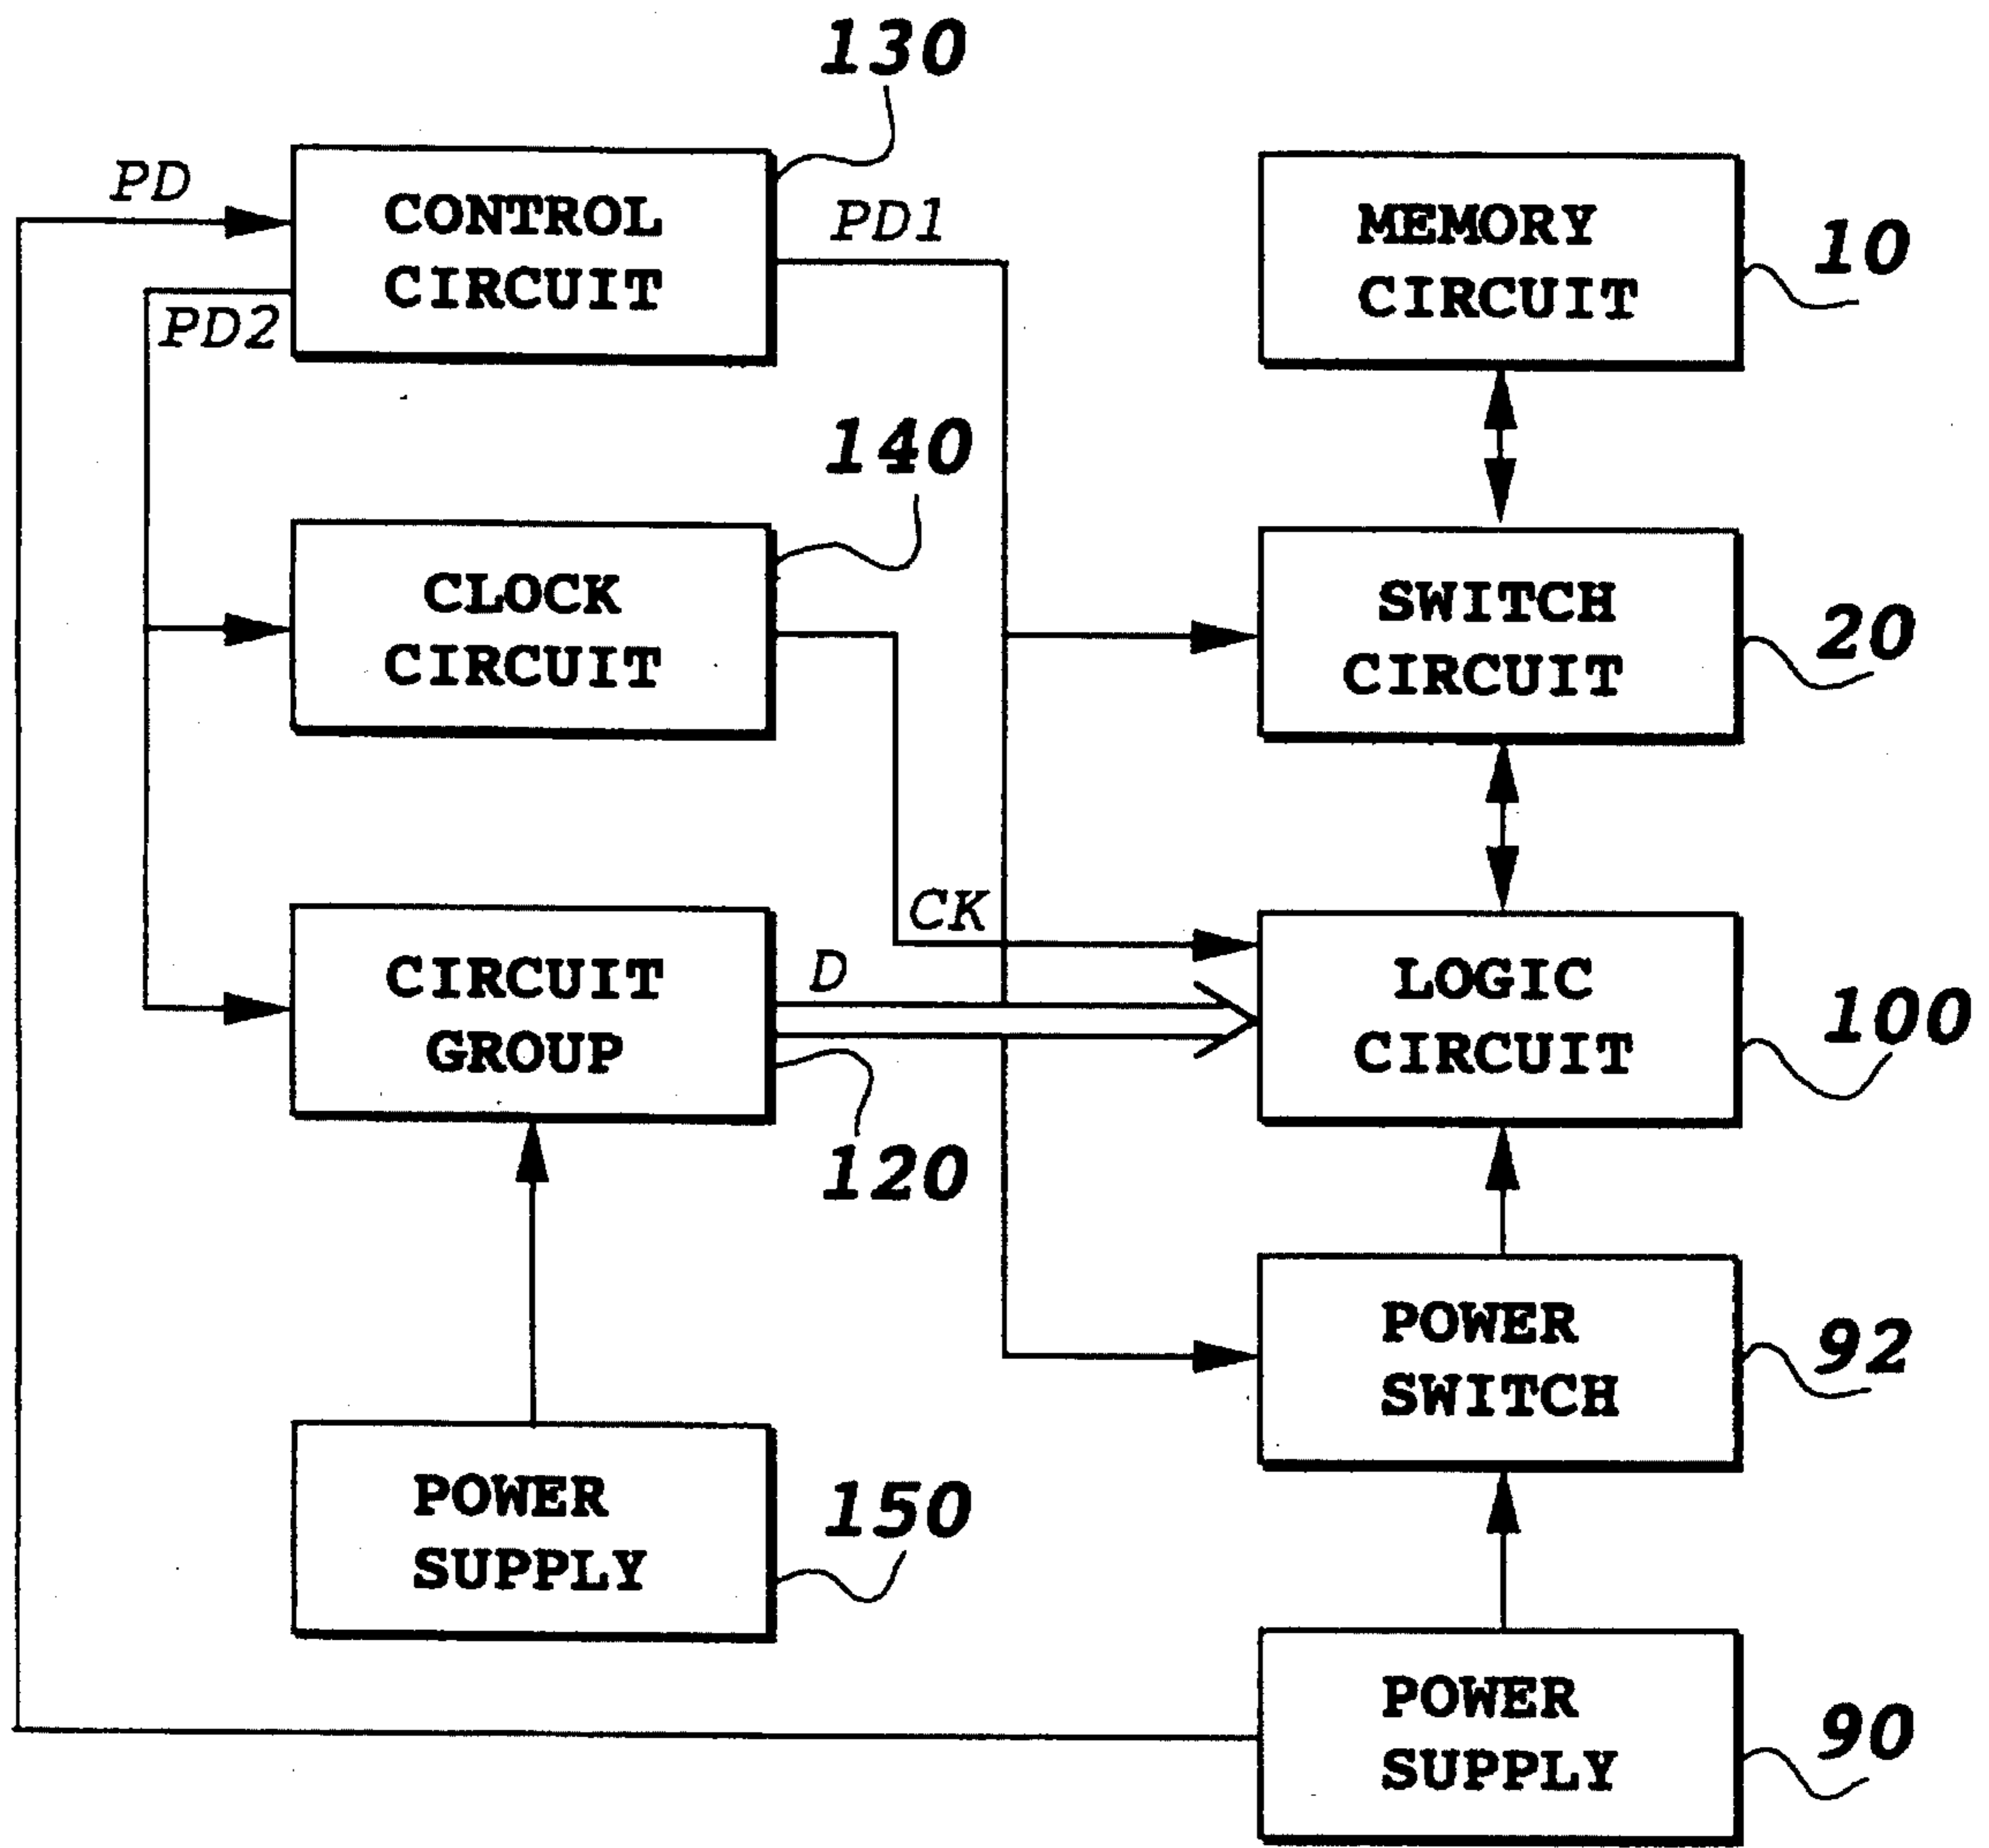 130
PD
CONTROL
CIRCUIT
PD1
PD2
MEMORY
CIRCUIT
10
140
CLOCK
CIRCUIT
SWITCH
CIRCUIT
20
CK
CIRCUIT
GROUP
D
LOGIC
CIRCUIT
100
120
POWER
SWITCH
92
POWER
SUPPLY
150
POWER
SUPPLY
90